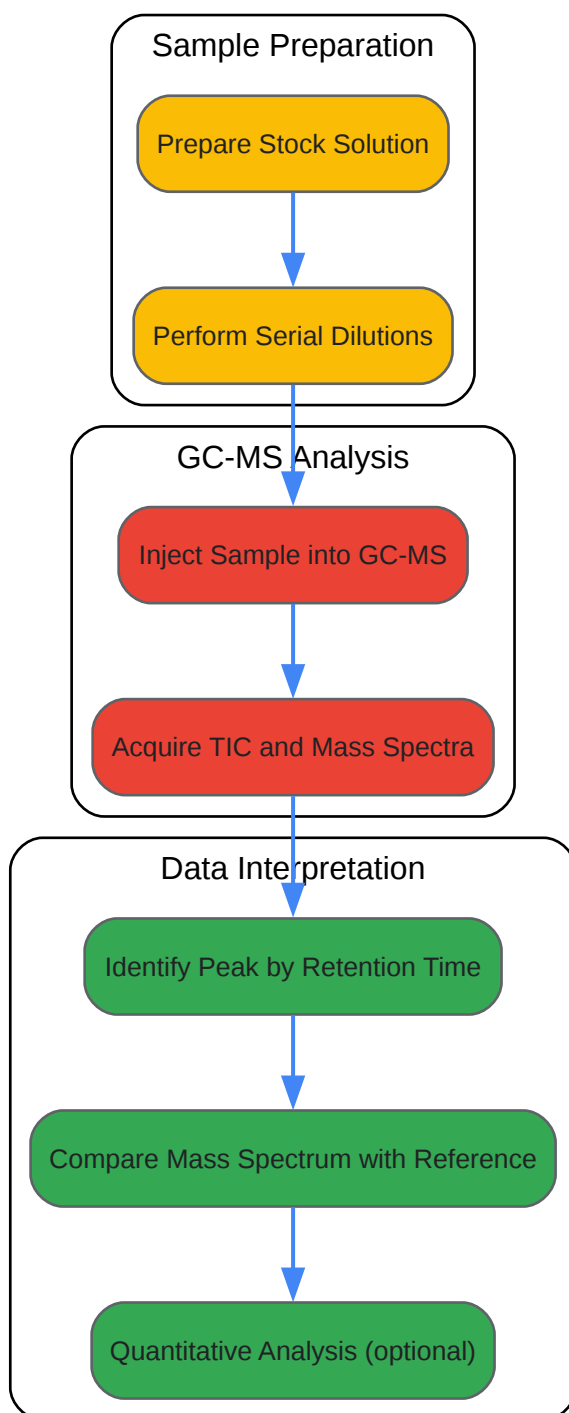 Sample Preparation
Prepare Stock Solution
Perform Serial Dilutions
GC-MS Analysis
Inject Sample into GC-MS
Acquire TIC and Mass Spectra
Data Interpretation
Identify Peak by Retention Time
Compare Mass Spectrum with Reference
Quantitative Analysis (optional)